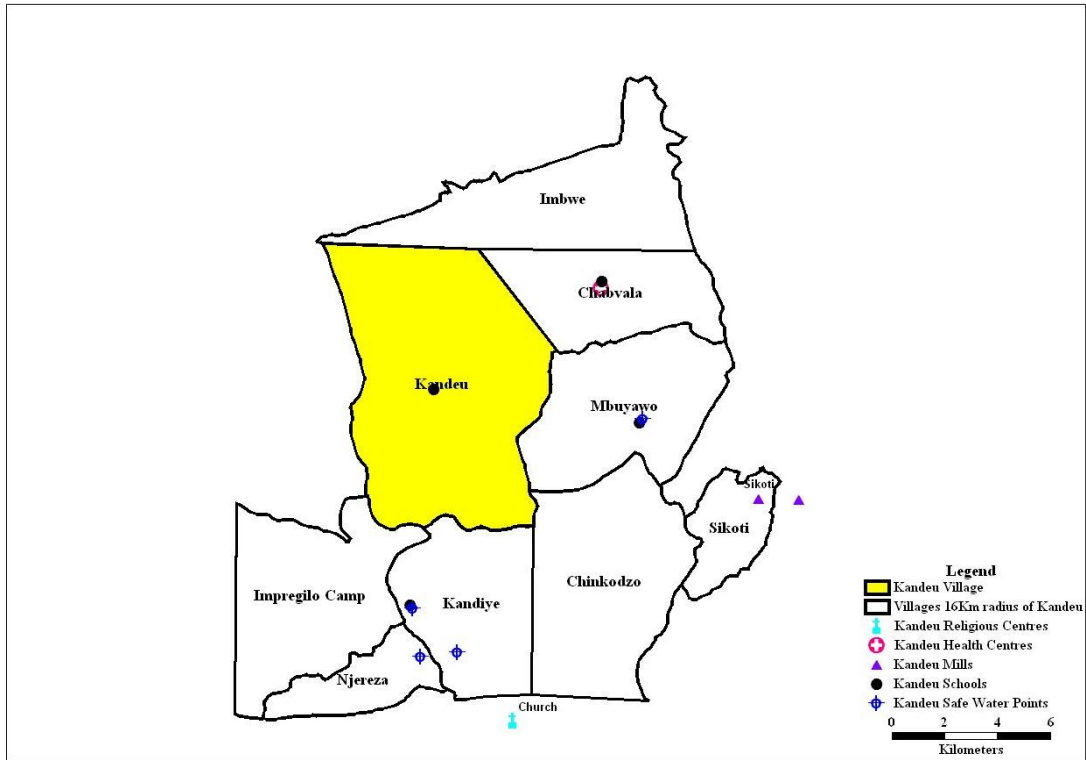 Imbwe
Chabvala
Kandeu
Mbuyawo
Sikoti
Sikoti
Chinkodzo
Impregilo Camp
Kandiye
Njereza
Church
Legend
Kandeu Village
Villages 16Km radius of Kandeu
Kandeu Religious Centres
Kandeu Health Centres
Kandeu Mills
Kandeu Schools
Kandeu Safe Water Points
0 2 4 6
Kilometers